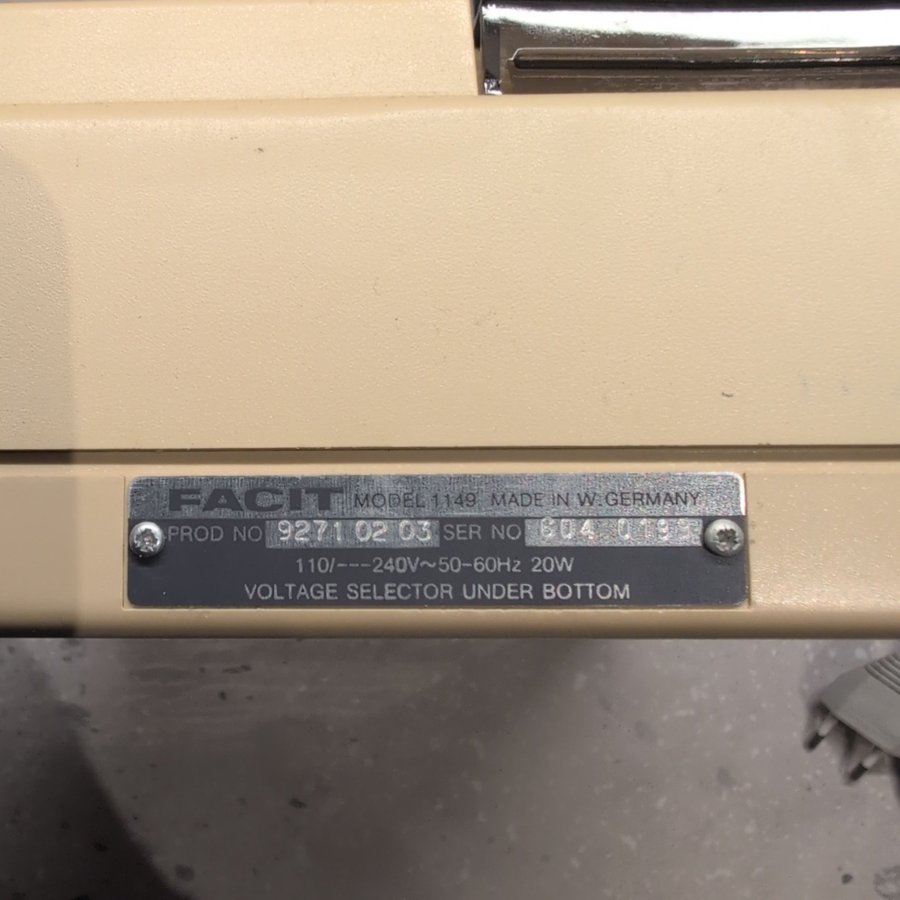 FACIT MODEL 1149 MADE IN W. GERMANY
PROD NO 9271 02 03 SER NO 604
110/---240V~50-60Hz 20W
VOLTAGE SELECTOR UNDER BOTTOM